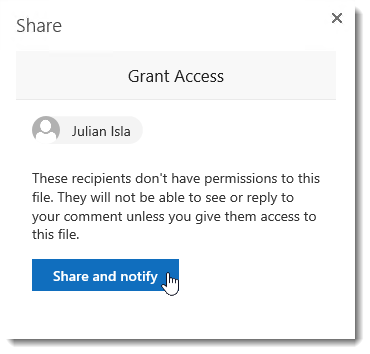 Share
Grant Access
Julian Isla
These recipients don't have permissions to this
file. They will not be able to see or reply to
your comment unless you give them access to
this file.
Share and notify